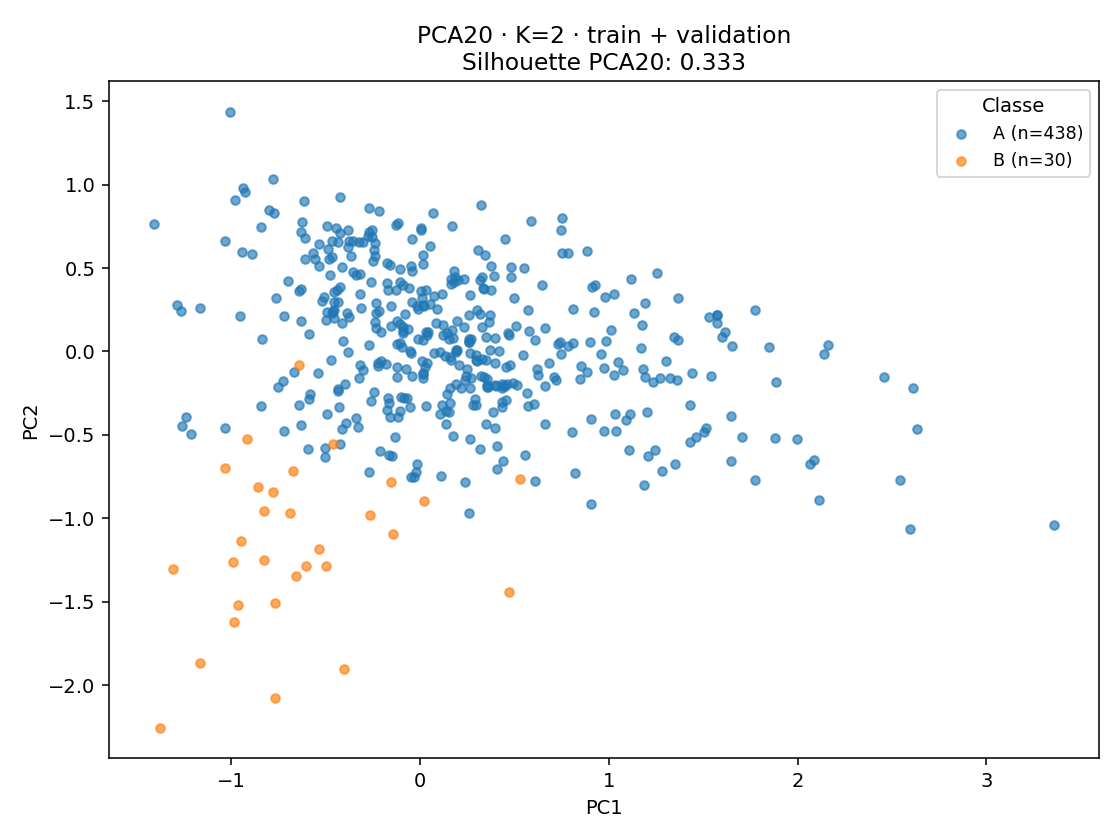 PCA20 · K=2 · train + validation
Silhouette PCA20: 0.333
Classe
A (n=438)
B (n=30)
1.5
1.0
0.5
0.0
−0.5
−1.0
−1.5
−2.0
PC2
−1
0
1
2
3
PC1